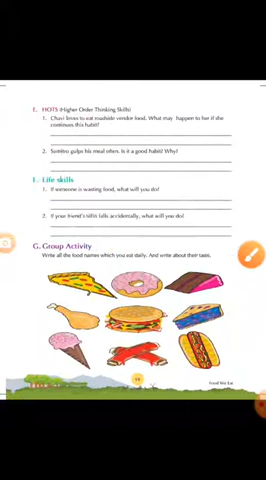 E. HOTS (Higher Order Thinking Skills)
1. Chavi loves to eat roadside vendor food. What may happen to her if she
continues this habit?
2. Sumitra gulps his meal often. Is it a good habit? Why?
F. Life skills
1. If someone is wasting food, what will you do?
2. If your friend's tiffin falls accidentally, what will you do?
G. Group Activity
Write all the food names which you eat daily. And write about their taste.
Food We Eat